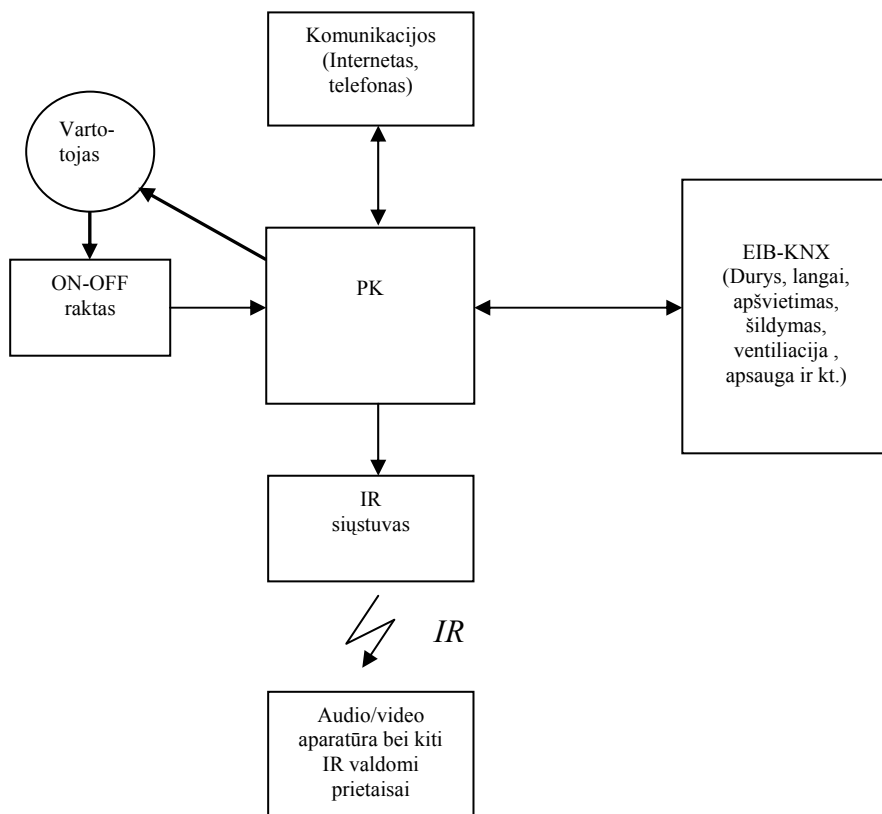 Komunikacijos
(Internetas,
telefonas)
Varto-
tojas
ON-OFF
raktas
PK
EIB-KNX
(Durys, langai,
apšvietimas,
šildymas,
ventiliacija ,
apsauga ir kt.)
IR
siųstuvas
IR
Audio/video
aparatūra bei kiti
IR valdomi
prietaisai